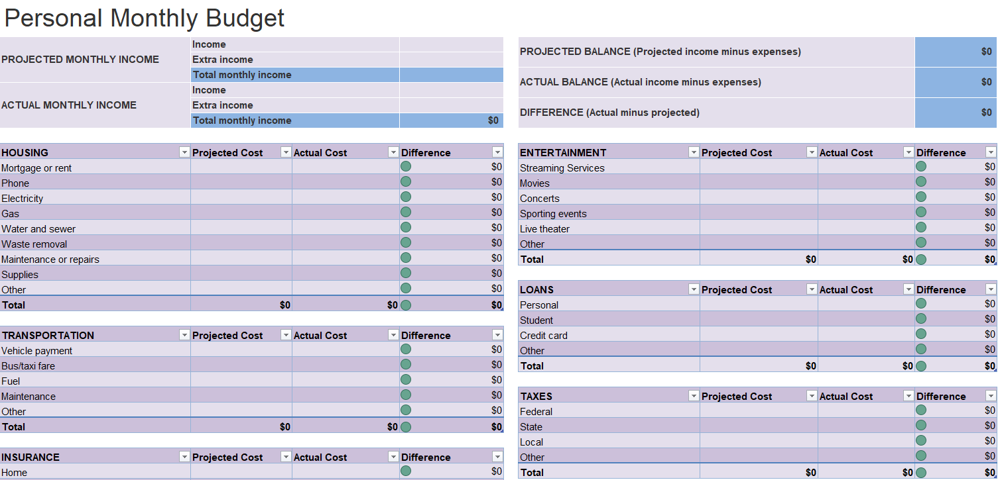 Personal Monthly Budget
PROJECTED MONTHLY INCOME
Income
Extra income
Total monthly income
ACTUAL MONTHLY INCOME
Income
Extra income
Total monthly income $0
PROJECTED BALANCE (Projected income minus expenses) $0
ACTUAL BALANCE (Actual income minus expenses) $0
DIFFERENCE (Actual minus projected) $0
HOUSING Projected Cost Actual Cost Difference
Mortgage or rent $0
Phone $0
Electricity $0
Gas $0
Water and sewer $0
Waste removal $0
Maintenance or repairs $0
Supplies $0
Other $0
Total $0 $0 $0
TRANSPORTATION Projected Cost Actual Cost Difference
Vehicle payment $0
Bus/taxi fare $0
Fuel $0
Maintenance $0
Other $0
Total $0 $0 $0
INSURANCE Projected Cost Actual Cost Difference
Home $0
ENTERTAINMENT Projected Cost Actual Cost Difference
Streaming Services $0
Movies $0
Concerts $0
Sporting events $0
Live theater $0
Other $0
Total $0 $0 $0
LOANS Projected Cost Actual Cost Difference
Personal $0
Student $0
Credit card $0
Other $0
Total $0 $0 $0
TAXES Projected Cost Actual Cost Difference
Federal $0
State $0
Local $0
Other $0
Total $0 $0 $0